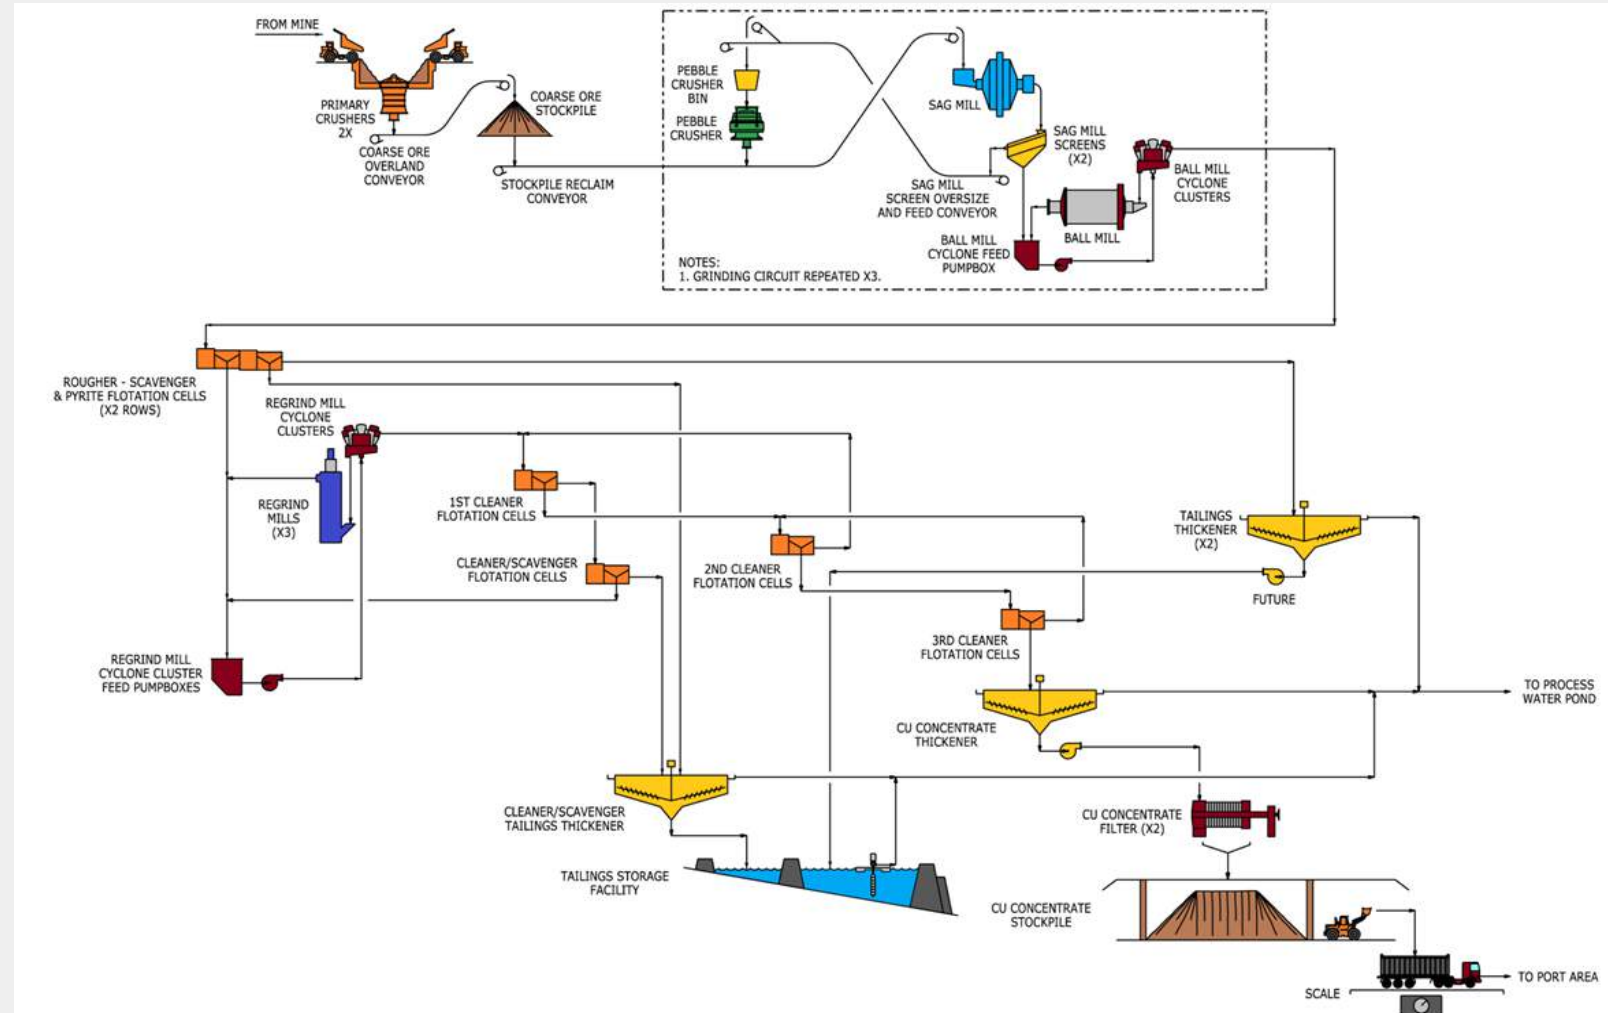 FROM MINE
PRIMARY
CRUSHERS
2X
COARSE ORE
OVERLAND
CONVEYOR
COARSE ORE
STOCKPILE
STOCKPILE RECLAIM
CONVEYOR
PEBBLE
CRUSHER
BIN
PEBBLE
CRUSHER
SAG MILL
SAG MILL
SCREENS
(X2)
SAG MILL
SCREEN OVERSIZE
AND FEED CONVEYOR
BALL MILL
CYCLONE
CLUSTERS
BALL MILL
BALL MILL
CYCLONE FEED
PUMPBOX
NOTES:
1. GRINDING CIRCUIT REPEATED X3.
ROUGHER - SCAVENGER
& PYRITE FLOTATION CELLS
(X2 ROWS)
REGRIND MILL
CYCLONE
CLUSTERS
REGRIND
MILLS
(X3)
1ST CLEANER
FLOTATION CELLS
CLEANER/SCAVENGER
FLOTATION CELLS
2ND CLEANER
FLOTATION CELLS
3RD CLEANER
FLOTATION CELLS
TAILINGS
THICKENER
(X2)
FUTURE
REGRIND MILL
CYCLONE CLUSTER
FEED PUMPBOXES
TO PROCESS
WATER POND
CU CONCENTRATE
THICKENER
CLEANER/SCAVENGER
TAILINGS THICKENER
CU CONCENTRATE
FILTER (X2)
TAILINGS STORAGE
FACILITY
CU CONCENTRATE
STOCKPILE
TO PORT AREA
SCALE